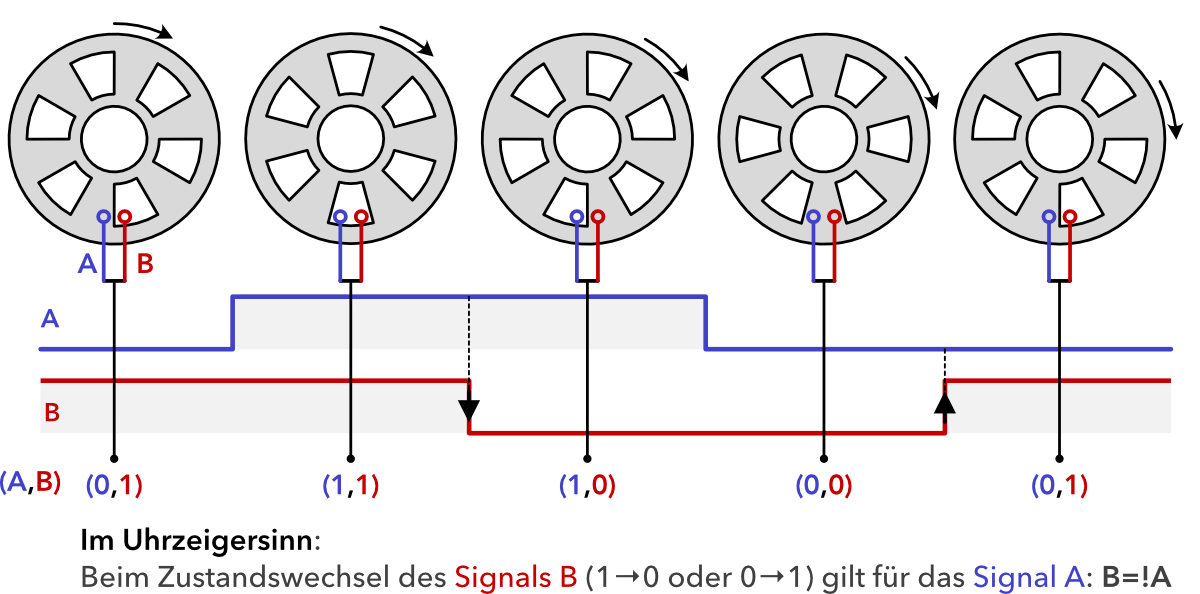 A B
A
B
(A,B) (0,1) (1,1) (1,0) (0,0) (0,1)
Im Uhrzeigersinn:
Beim Zustandswechsel des Signals B (1→0 oder 0→1) gilt für das Signal A: B=!A